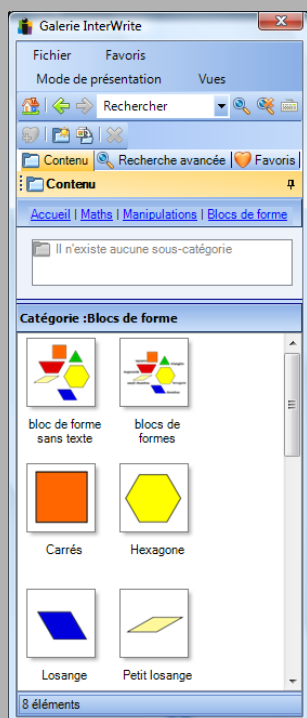 Galerie InterWrite
Fichier Favoris
Mode de présentation Vues
Rechercher
Contenu Recherche avancée Favoris
Contenu
Accueil | Maths | Manipulations | Blocs de forme
Il n'existe aucune sous-catégorie
Catégorie :Blocs de forme
bloc de forme
sans texte
blocs de
formes
Carrés Hexagone
Losange Petit losange
8 éléments